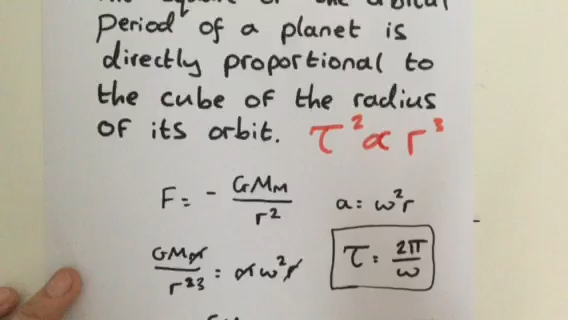 Period of a planet is
directly proportional to
the cube of the radius
of its orbit. τ² ∝ r³
F = - GMm/r² a = ω²r
GMm/r²3 = mω²r τ = 2π/ω